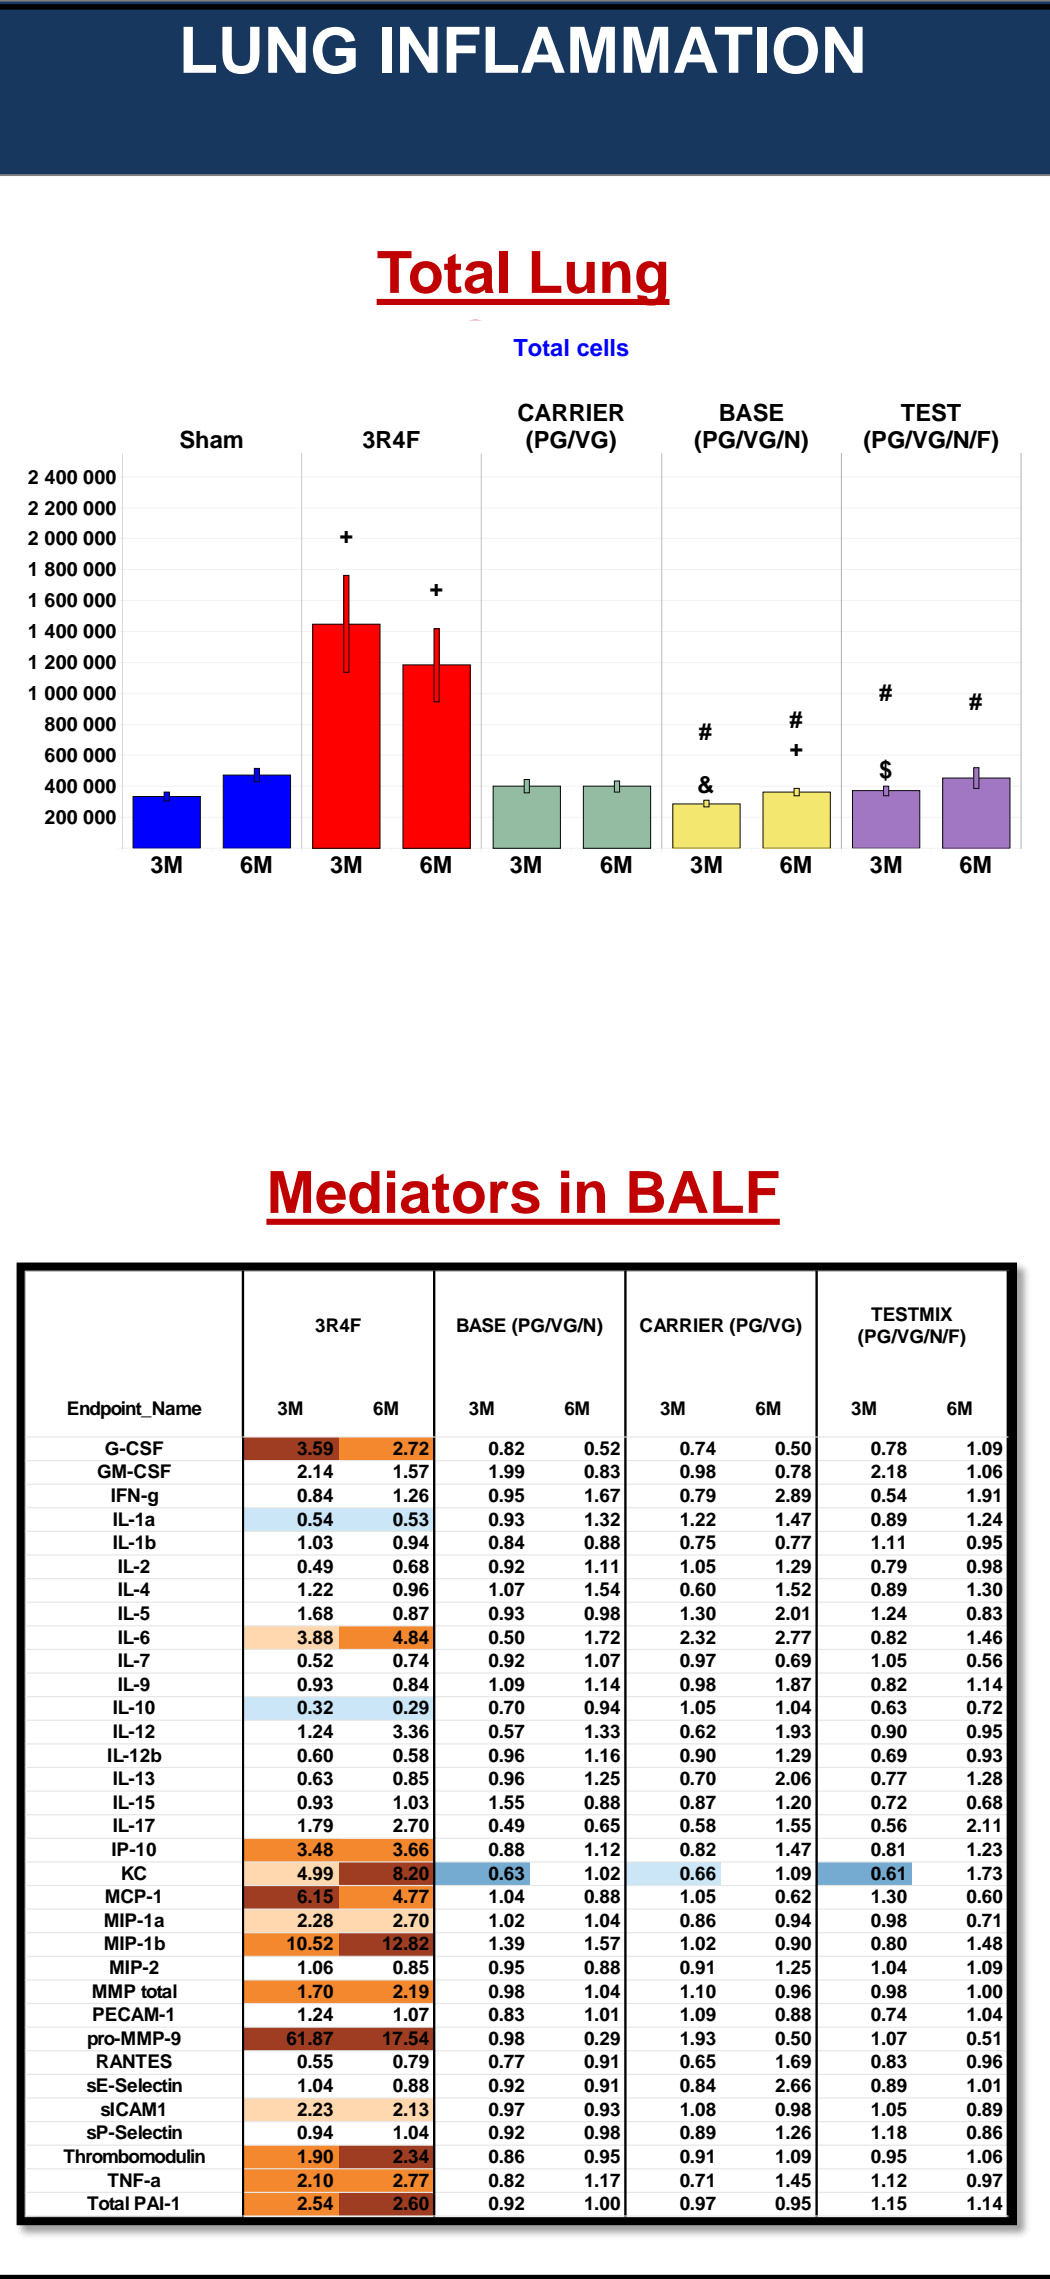 LUNG INFLAMMATION
Total Lung
Total cells
Sham 3R4F CARRIER (PG/VG) BASE (PG/VG/N) TEST (PG/VG/N/F)
2 400 000
2 200 000
2 000 000
1 800 000
1 600 000
1 400 000
1 200 000
1 000 000
800 000
600 000
400 000
200 000
+
+
#
&
#
+
#
$
#
3M 6M 3M 6M 3M 6M 3M 6M 3M 6M
Mediators in BALF
3R4F BASE (PG/VG/N) CARRIER (PG/VG) TESTMIX (PG/VG/N/F)
Endpoint_Name 3M 6M 3M 6M 3M 6M 3M 6M
G-CSF 3.59 2.72 0.82 0.52 0.74 0.50 0.78 1.09
GM-CSF 2.14 1.57 1.99 0.83 0.98 0.78 2.18 1.06
IFN-g 0.84 1.26 0.95 1.67 0.79 2.89 0.54 1.91
IL-1a 0.54 0.53 0.93 1.32 1.22 1.47 0.89 1.24
IL-1b 1.03 0.94 0.84 0.88 0.75 0.77 1.11 0.95
IL-2 0.49 0.68 0.92 1.11 1.05 1.29 0.79 0.98
IL-4 1.22 0.96 1.07 1.54 0.60 1.52 0.89 1.30
IL-5 1.68 0.87 0.93 0.98 1.30 2.01 1.24 0.83
IL-6 3.88 4.84 0.50 1.72 2.32 2.77 0.82 1.46
IL-7 0.52 0.74 0.92 1.07 0.97 0.69 1.05 0.56
IL-9 0.93 0.84 1.09 1.14 0.98 1.87 0.82 1.14
IL-10 0.32 0.29 0.70 0.94 1.05 1.04 0.63 0.72
IL-12 1.24 3.36 0.57 1.33 0.62 1.93 0.90 0.95
IL-12b 0.60 0.58 0.96 1.16 0.90 1.29 0.69 0.93
IL-13 0.63 0.85 0.96 1.25 0.70 2.06 0.77 1.28
IL-15 0.93 1.03 1.55 0.88 0.87 1.20 0.72 0.68
IL-17 1.79 2.70 0.49 0.65 0.58 1.55 0.56 2.11
IP-10 3.48 3.66 0.88 1.12 0.82 1.47 0.81 1.23
KC 4.99 8.20 0.63 1.02 0.66 1.09 0.61 1.73
MCP-1 6.15 4.77 1.04 0.88 1.05 0.62 1.30 0.60
MIP-1a 2.28 2.70 1.02 1.04 0.86 0.94 0.98 0.71
MIP-1b 10.52 12.82 1.39 1.57 1.02 0.90 0.80 1.48
MIP-2 1.06 0.85 0.95 0.88 0.91 1.25 1.04 1.09
MMP total 1.70 2.19 0.98 1.04 1.10 0.96 0.98 1.00
PECAM-1 1.24 1.07 0.83 1.01 1.09 0.88 0.74 1.04
pro-MMP-9 61.87 17.54 0.98 0.29 1.93 0.50 1.07 0.51
RANTES 0.55 0.79 0.77 0.91 0.65 1.69 0.83 0.96
sE-Selectin 1.04 0.88 0.92 0.91 0.84 2.66 0.89 1.01
sICAM1 2.23 2.13 0.97 0.93 1.08 0.98 1.05 0.89
sP-Selectin 0.94 1.04 0.92 0.98 0.89 1.26 1.18 0.86
Thrombomodulin 1.90 2.34 0.86 0.95 0.91 1.09 0.95 1.06
TNF-a 2.10 2.77 0.82 1.17 0.71 1.45 1.12 0.97
Total PAI-1 2.54 2.60 0.92 1.00 0.97 0.95 1.15 1.14